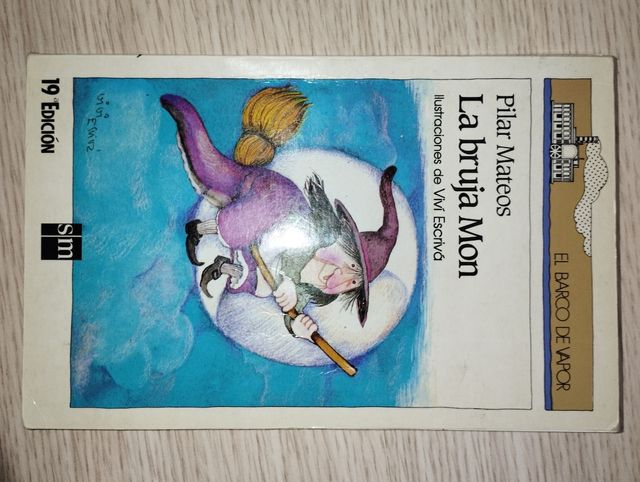 EL BARCO DE VAPOR
Pilar Mateos
La bruja Mon
Ilustraciones de Viví Escrivá
19ª EDICIÓN
sm